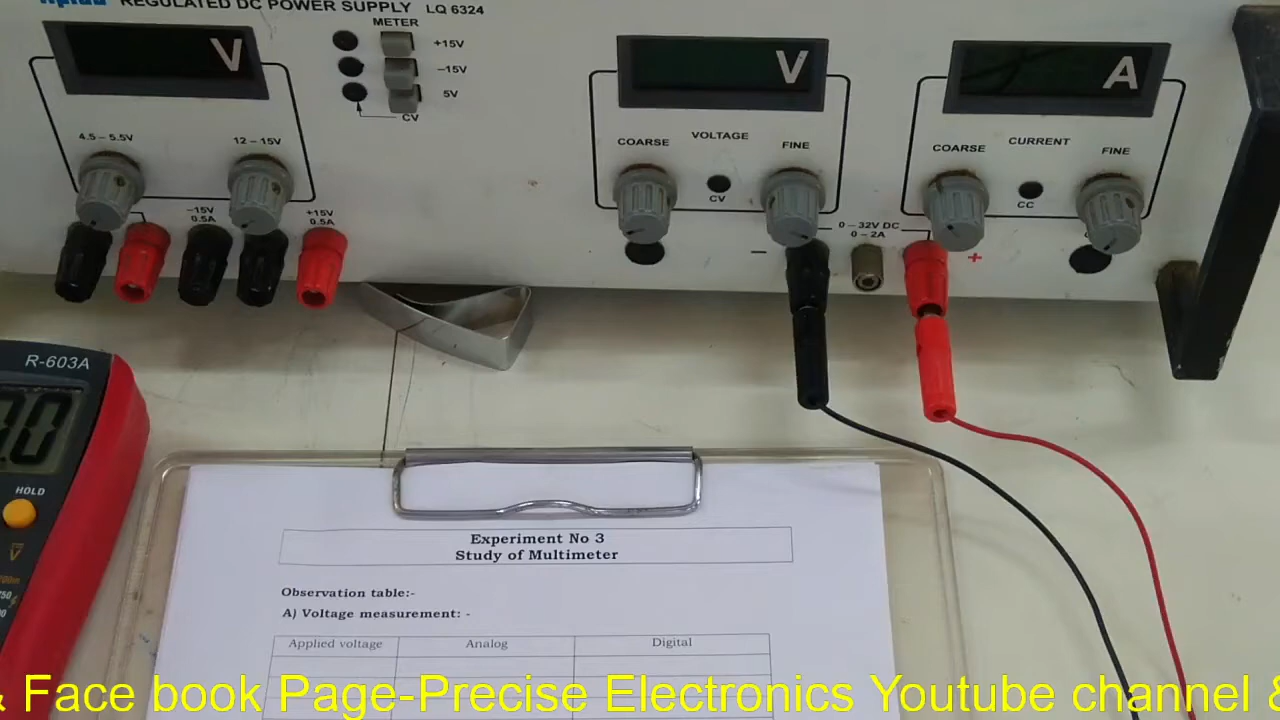 REGULATED DC POWER SUPPLY LQ 6324
METER
+15V
-15V
5V
CV
V
4.5 – 5.5V
12 – 15V
-15V
0.5A
+15V
0.5A
V
COARSE
VOLTAGE
FINE
CV
A
COARSE
CURRENT
FINE
CC
0 – 32V DC
0 – 2A
–
+
R-603A
HOLD
Experiment No 3
Study of Multimeter
Observation table:-
A) Voltage measurement: -
Applied voltage Analog Digital
& Face book Page-Precise Electronics Youtube channel &